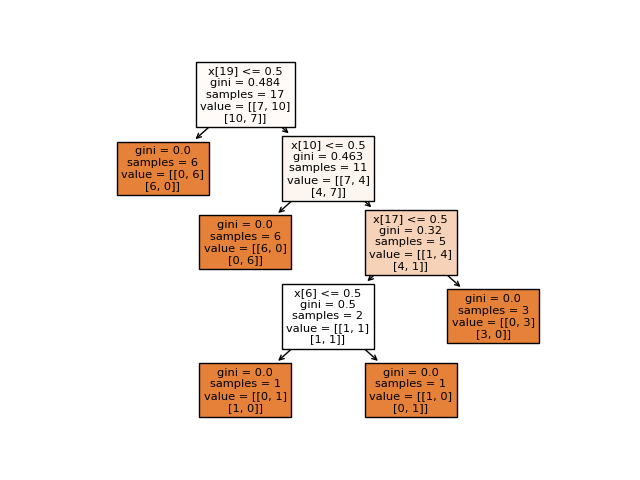 x[19] <= 0.5
gini = 0.484
samples = 17
value = [[7, 10]
[10, 7]]
gini = 0.0
samples = 6
value = [[0, 6]
[6, 0]]
x[10] <= 0.5
gini = 0.463
samples = 11
value = [[7, 4]
[4, 7]]
gini = 0.0
samples = 6
value = [[6, 0]
[0, 6]]
x[17] <= 0.5
gini = 0.32
samples = 5
value = [[1, 4]
[4, 1]]
x[6] <= 0.5
gini = 0.5
samples = 2
value = [[1, 1]
[1, 1]]
gini = 0.0
samples = 3
value = [[0, 3]
[3, 0]]
gini = 0.0
samples = 1
value = [[0, 1]
[1, 0]]
gini = 0.0
samples = 1
value = [[1, 0]
[0, 1]]